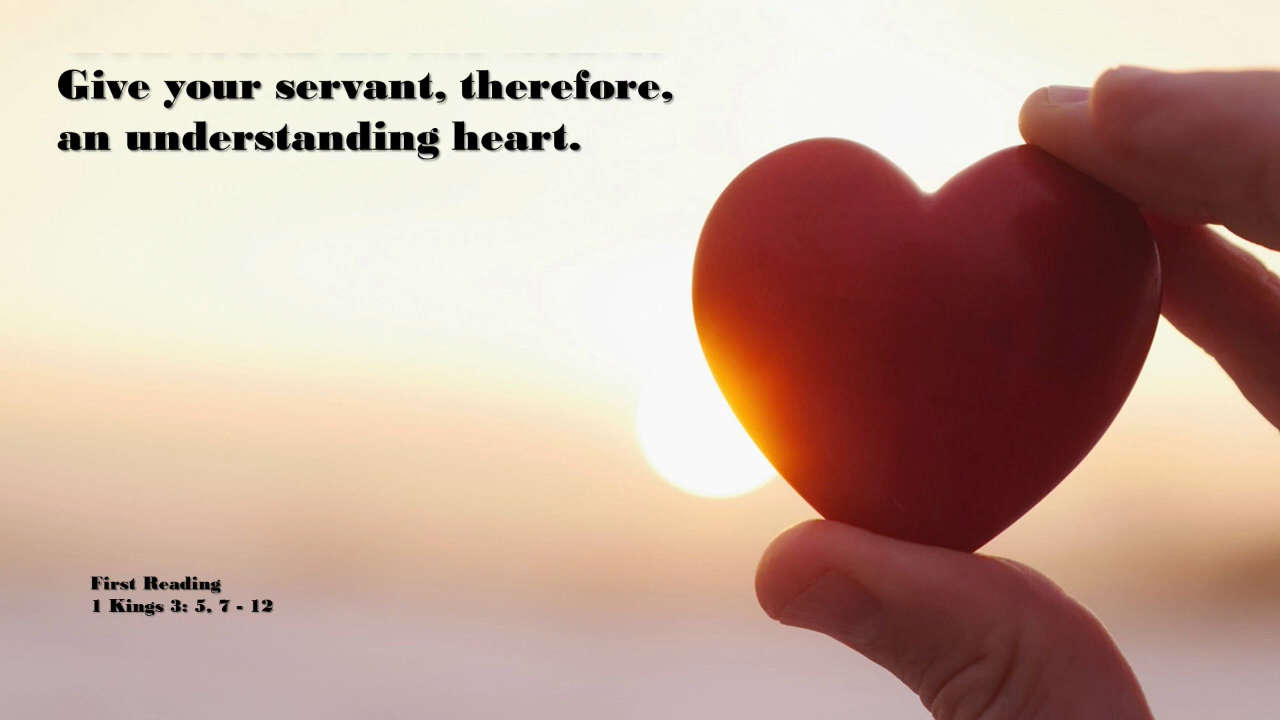 Give your servant, therefore,
an understanding heart.
First Reading
1 Kings 3: 5, 7 - 12